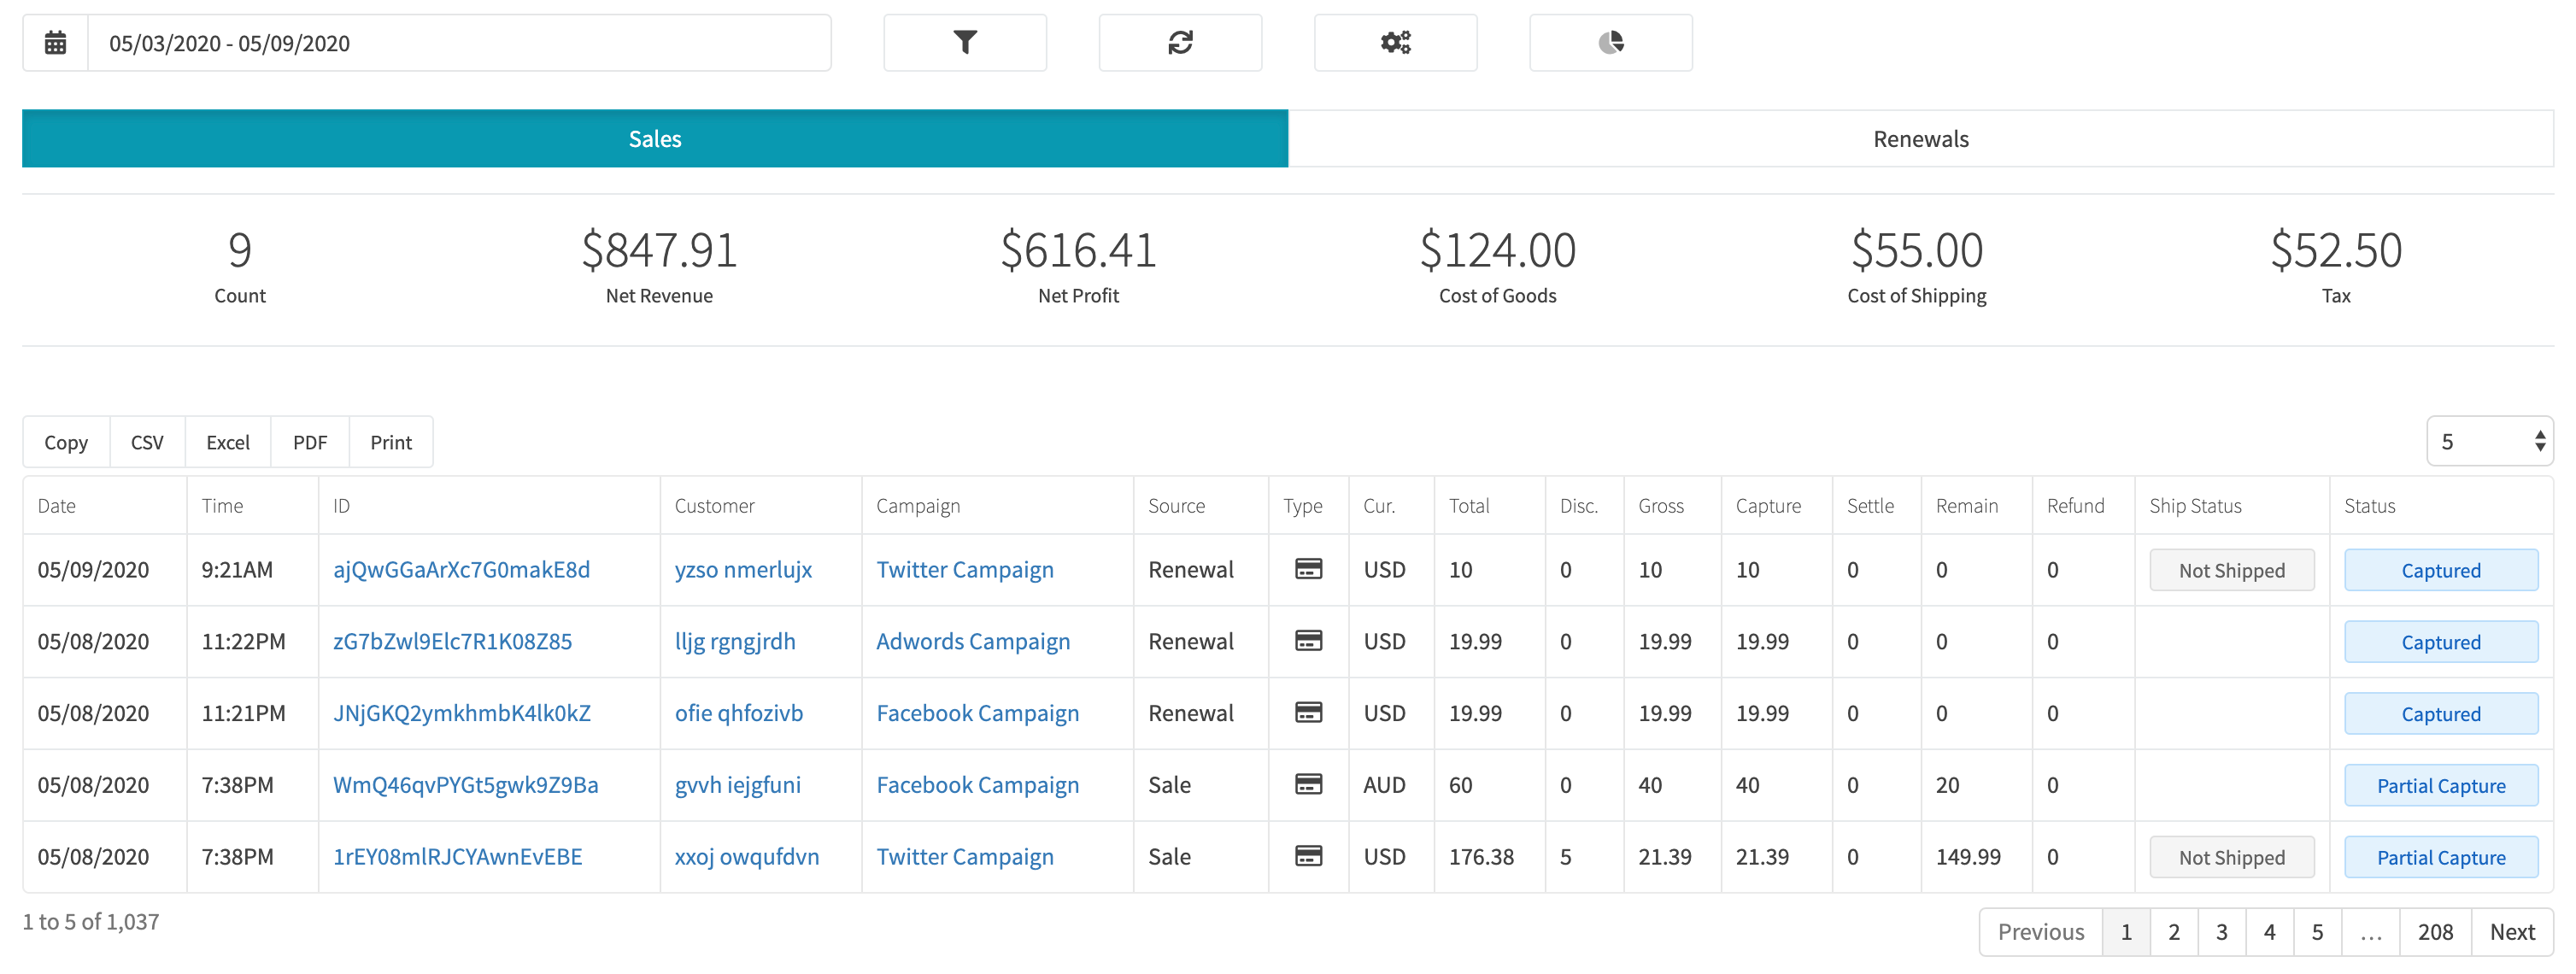 05/03/2020 - 05/09/2020
Sales Renewals
9 $847.91 $616.41 $124.00 $55.00 $52.50
Count Net Revenue Net Profit Cost of Goods Cost of Shipping Tax
Copy CSV Excel PDF Print 5
Date Time ID Customer Campaign Source Type Cur. Total Disc. Gross Capture Settle Remain Refund Ship Status Status
05/09/2020 9:21AM ajQwGGaArXc7G0makE8d yzso nmerlujx Twitter Campaign Renewal USD 10 0 10 10 0 0 0 Not Shipped Captured
05/08/2020 11:22PM zG7bZwl9Elc7R1K08Z85 lljg rgngjrdh Adwords Campaign Renewal USD 19.99 0 19.99 19.99 0 0 0 Captured
05/08/2020 11:21PM JNjGKQ2ymkhmbK4lk0kZ ofie qhfozivb Facebook Campaign Renewal USD 19.99 0 19.99 19.99 0 0 0 Captured
05/08/2020 7:38PM WmQ46qvPYGt5gwk9Z9Ba gvvh iejgfuni Facebook Campaign Sale AUD 60 0 40 40 0 20 0 Partial Capture
05/08/2020 7:38PM 1rEY08mlRJCYAwnEvEBE xxoj owqufdvn Twitter Campaign Sale USD 176.38 5 21.39 21.39 0 149.99 0 Not Shipped Partial Capture
1 to 5 of 1,037 Previous 1 2 3 4 5 ... 208 Next